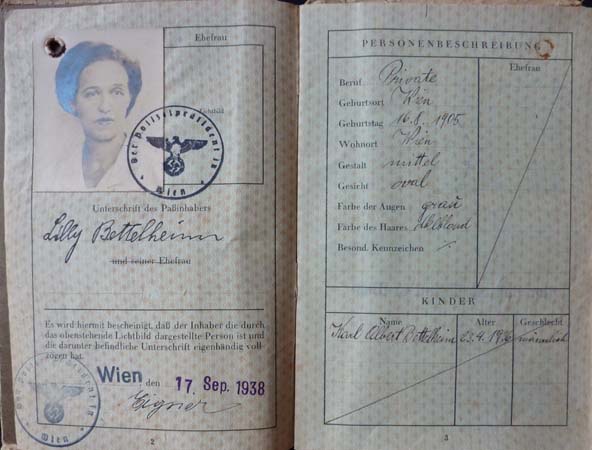 Ehefrau
Lichtbild
Der Polizeipräsident in Wien
Unterschrift des Paßinhabers
Lilly Bettelheim
und seiner Ehefrau
Es wird hiermit bescheinigt, daß der Inhaber die durch
das obenstehende Lichtbild dargestellte Person ist und
die darunter befindliche Unterschrift eigenhändig voll-
zogen hat.
Wien, den 17. Sep. 1938
Der Polizeipräsident in Wien
2
PERSONENBESCHREIBUNG
Ehefrau
Beruf Private
Geburtsort Wien
Geburtstag 16.8.1905
Wohnort Wien
Gestalt mittel
Gesicht oval
Farbe der Augen grau
Farbe des Haares
Besond. Kennzeichen
KINDER
Name Alter Geschlecht
Karl Albert Bettelheim 23.4. männlich
3